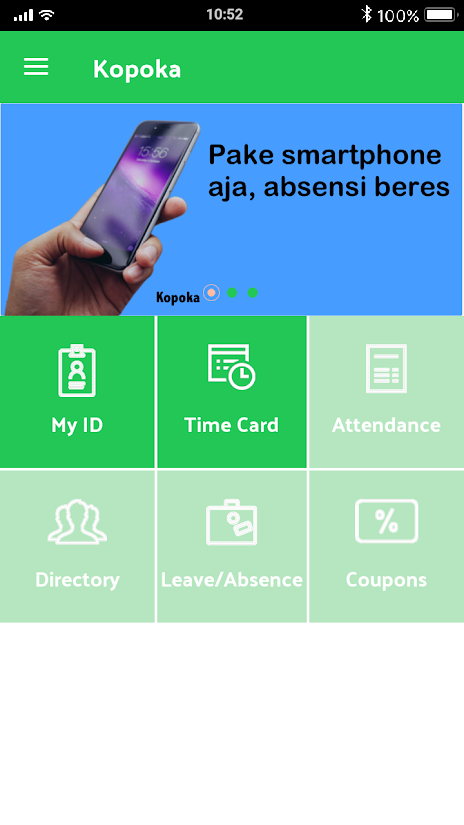 10:52
100%
Kopoka
15:56
Pake smartphone
aja, absensi beres
Kopoka
My ID
Time Card
Attendance
Directory
Leave/Absence
%
Coupons